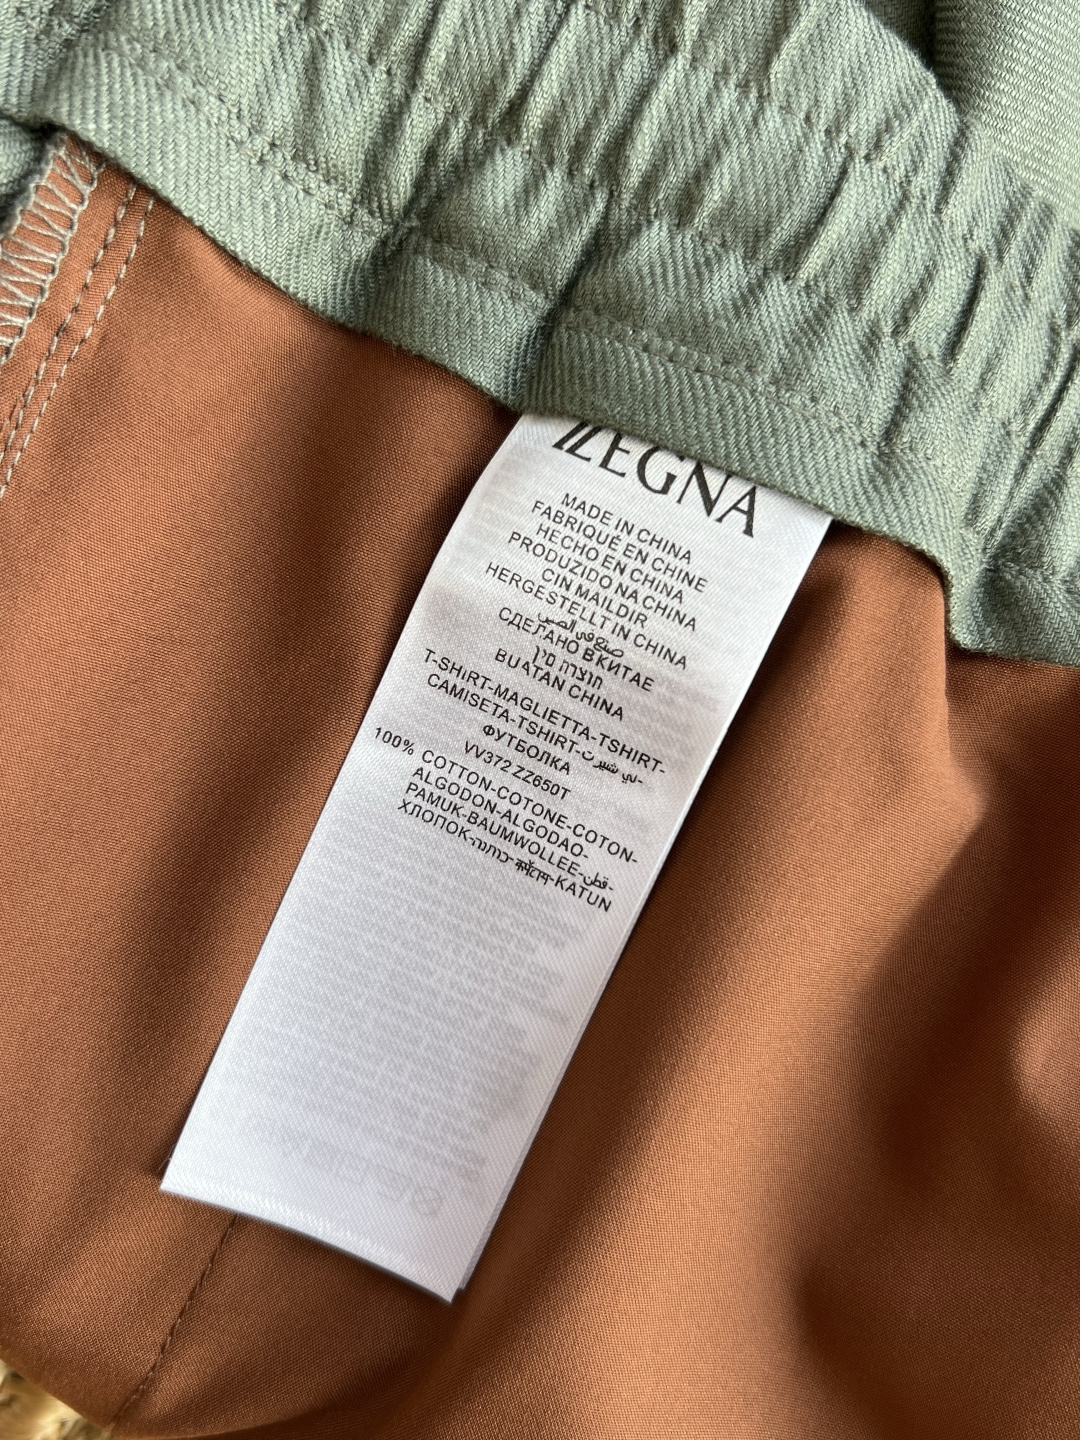 ZEGNA
MADE IN CHINA
FABRIQUÉ EN CHINE
HECHO EN CHINA
PRODUZIDO NA CHINA
CIN MAILDIR
HERGESTELLT IN CHINA
صنع في الصين
СДЕЛАНО В КИТАЕ
תוצרת סין
BUATAN CHINA
T-SHIRT-MAGLIETTA-TSHIRT-
CAMISETA-TSHIRT-تي شيرت-
ФУТБОЛКА
VV372 ZZ650T
100% COTTON-COTONE-COTON-
ALGODON-ALGODAO-
PAMUK-BAUMWOLLEE-قطن-
ХЛОПОК-כותנה-KATUN